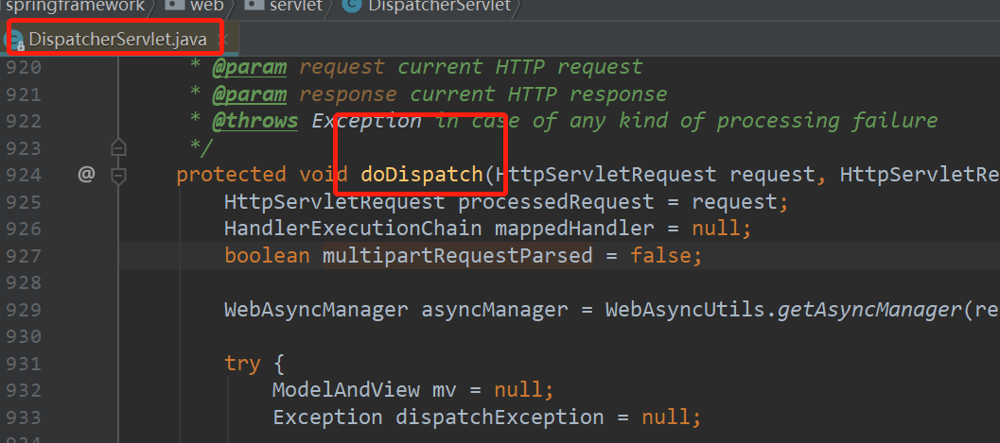 springframework web servlet DispatcherServlet
DispatcherServlet.java
920 * @param request current HTTP request
921 * @param response current HTTP response
922 * @throws Exception in case of any kind of processing failure
923 */
924 @ protected void doDispatch(HttpServletRequest request, HttpServletRe
925 HttpServletRequest processedRequest = request;
926 HandlerExecutionChain mappedHandler = null;
927 boolean multipartRequestParsed = false;
928
929 WebAsyncManager asyncManager = WebAsyncUtils.getAsyncManager(re
930
931 try {
932 ModelAndView mv = null;
933 Exception dispatchException = null;